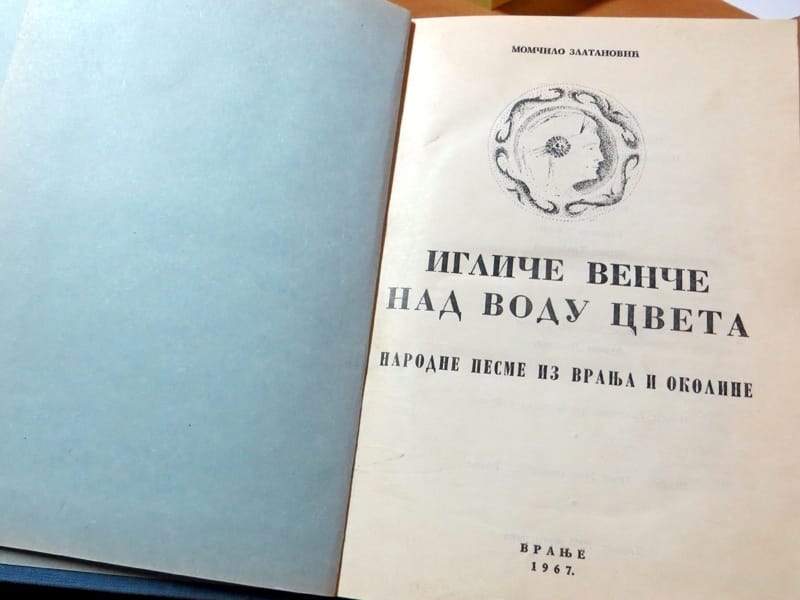 МОМЧИЛО ЗЛАТАНОВИЋ
ИГЛИЧЕ ВЕНЧЕ
НАД ВОДУ ЦВЕТА
НАРОДНЕ ПЕСМЕ ИЗ ВРАЊА И ОКОЛИНЕ
ВРАЊЕ
1967.